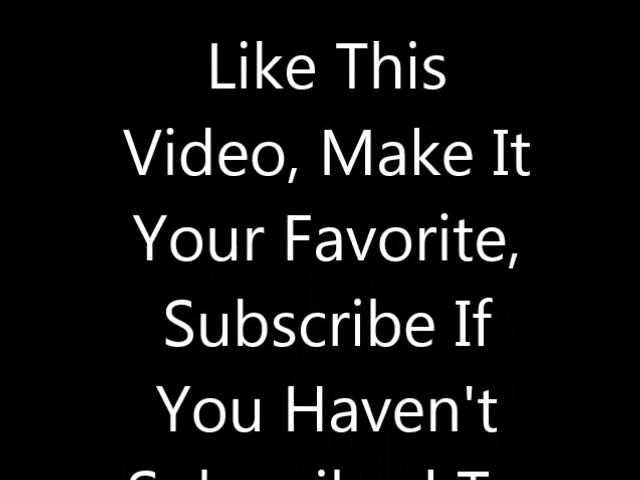 Like This
Video, Make It
Your Favorite,
Subscribe If
You Haven't